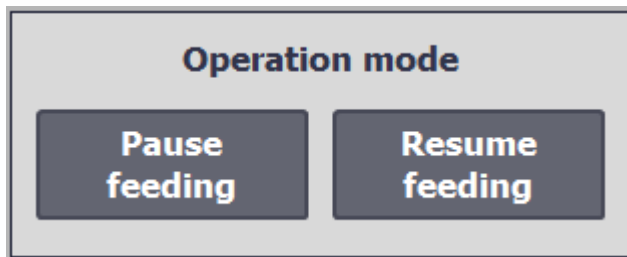 Operation mode
Pause
feeding
Resume
feeding